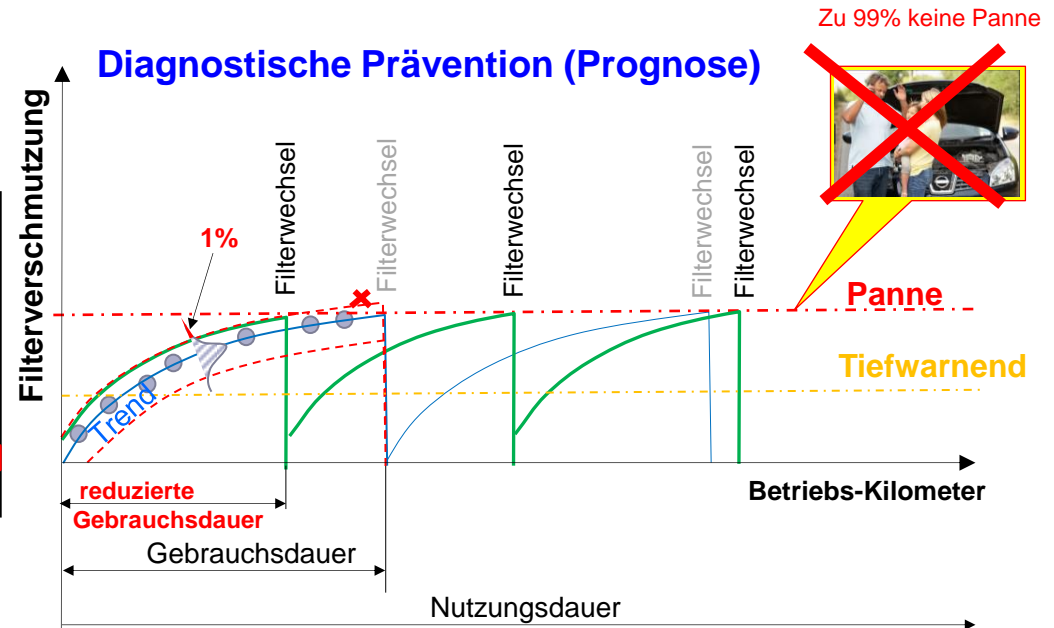 Zu 99% keine Panne
Diagnostische Prävention (Prognose)
Filterverschmutzung
Filterwechsel
Filterwechsel
Filterwechsel
Filterwechsel
Filterwechsel
1%
Panne
Tiefwarnend
Trend
reduzierte
Gebrauchsdauer
Betriebs-Kilometer
Gebrauchsdauer
Nutzungsdauer